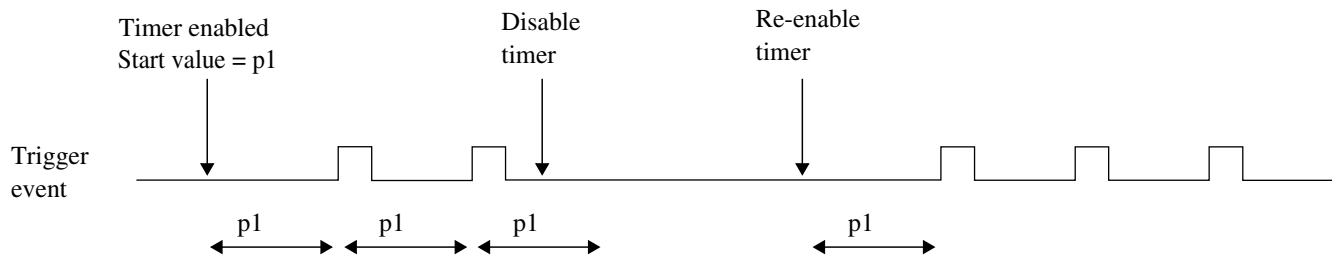 Timer enabled
Start value = p1
Disable
timer
Re-enable
timer
Trigger
event
p1
p1
p1
p1